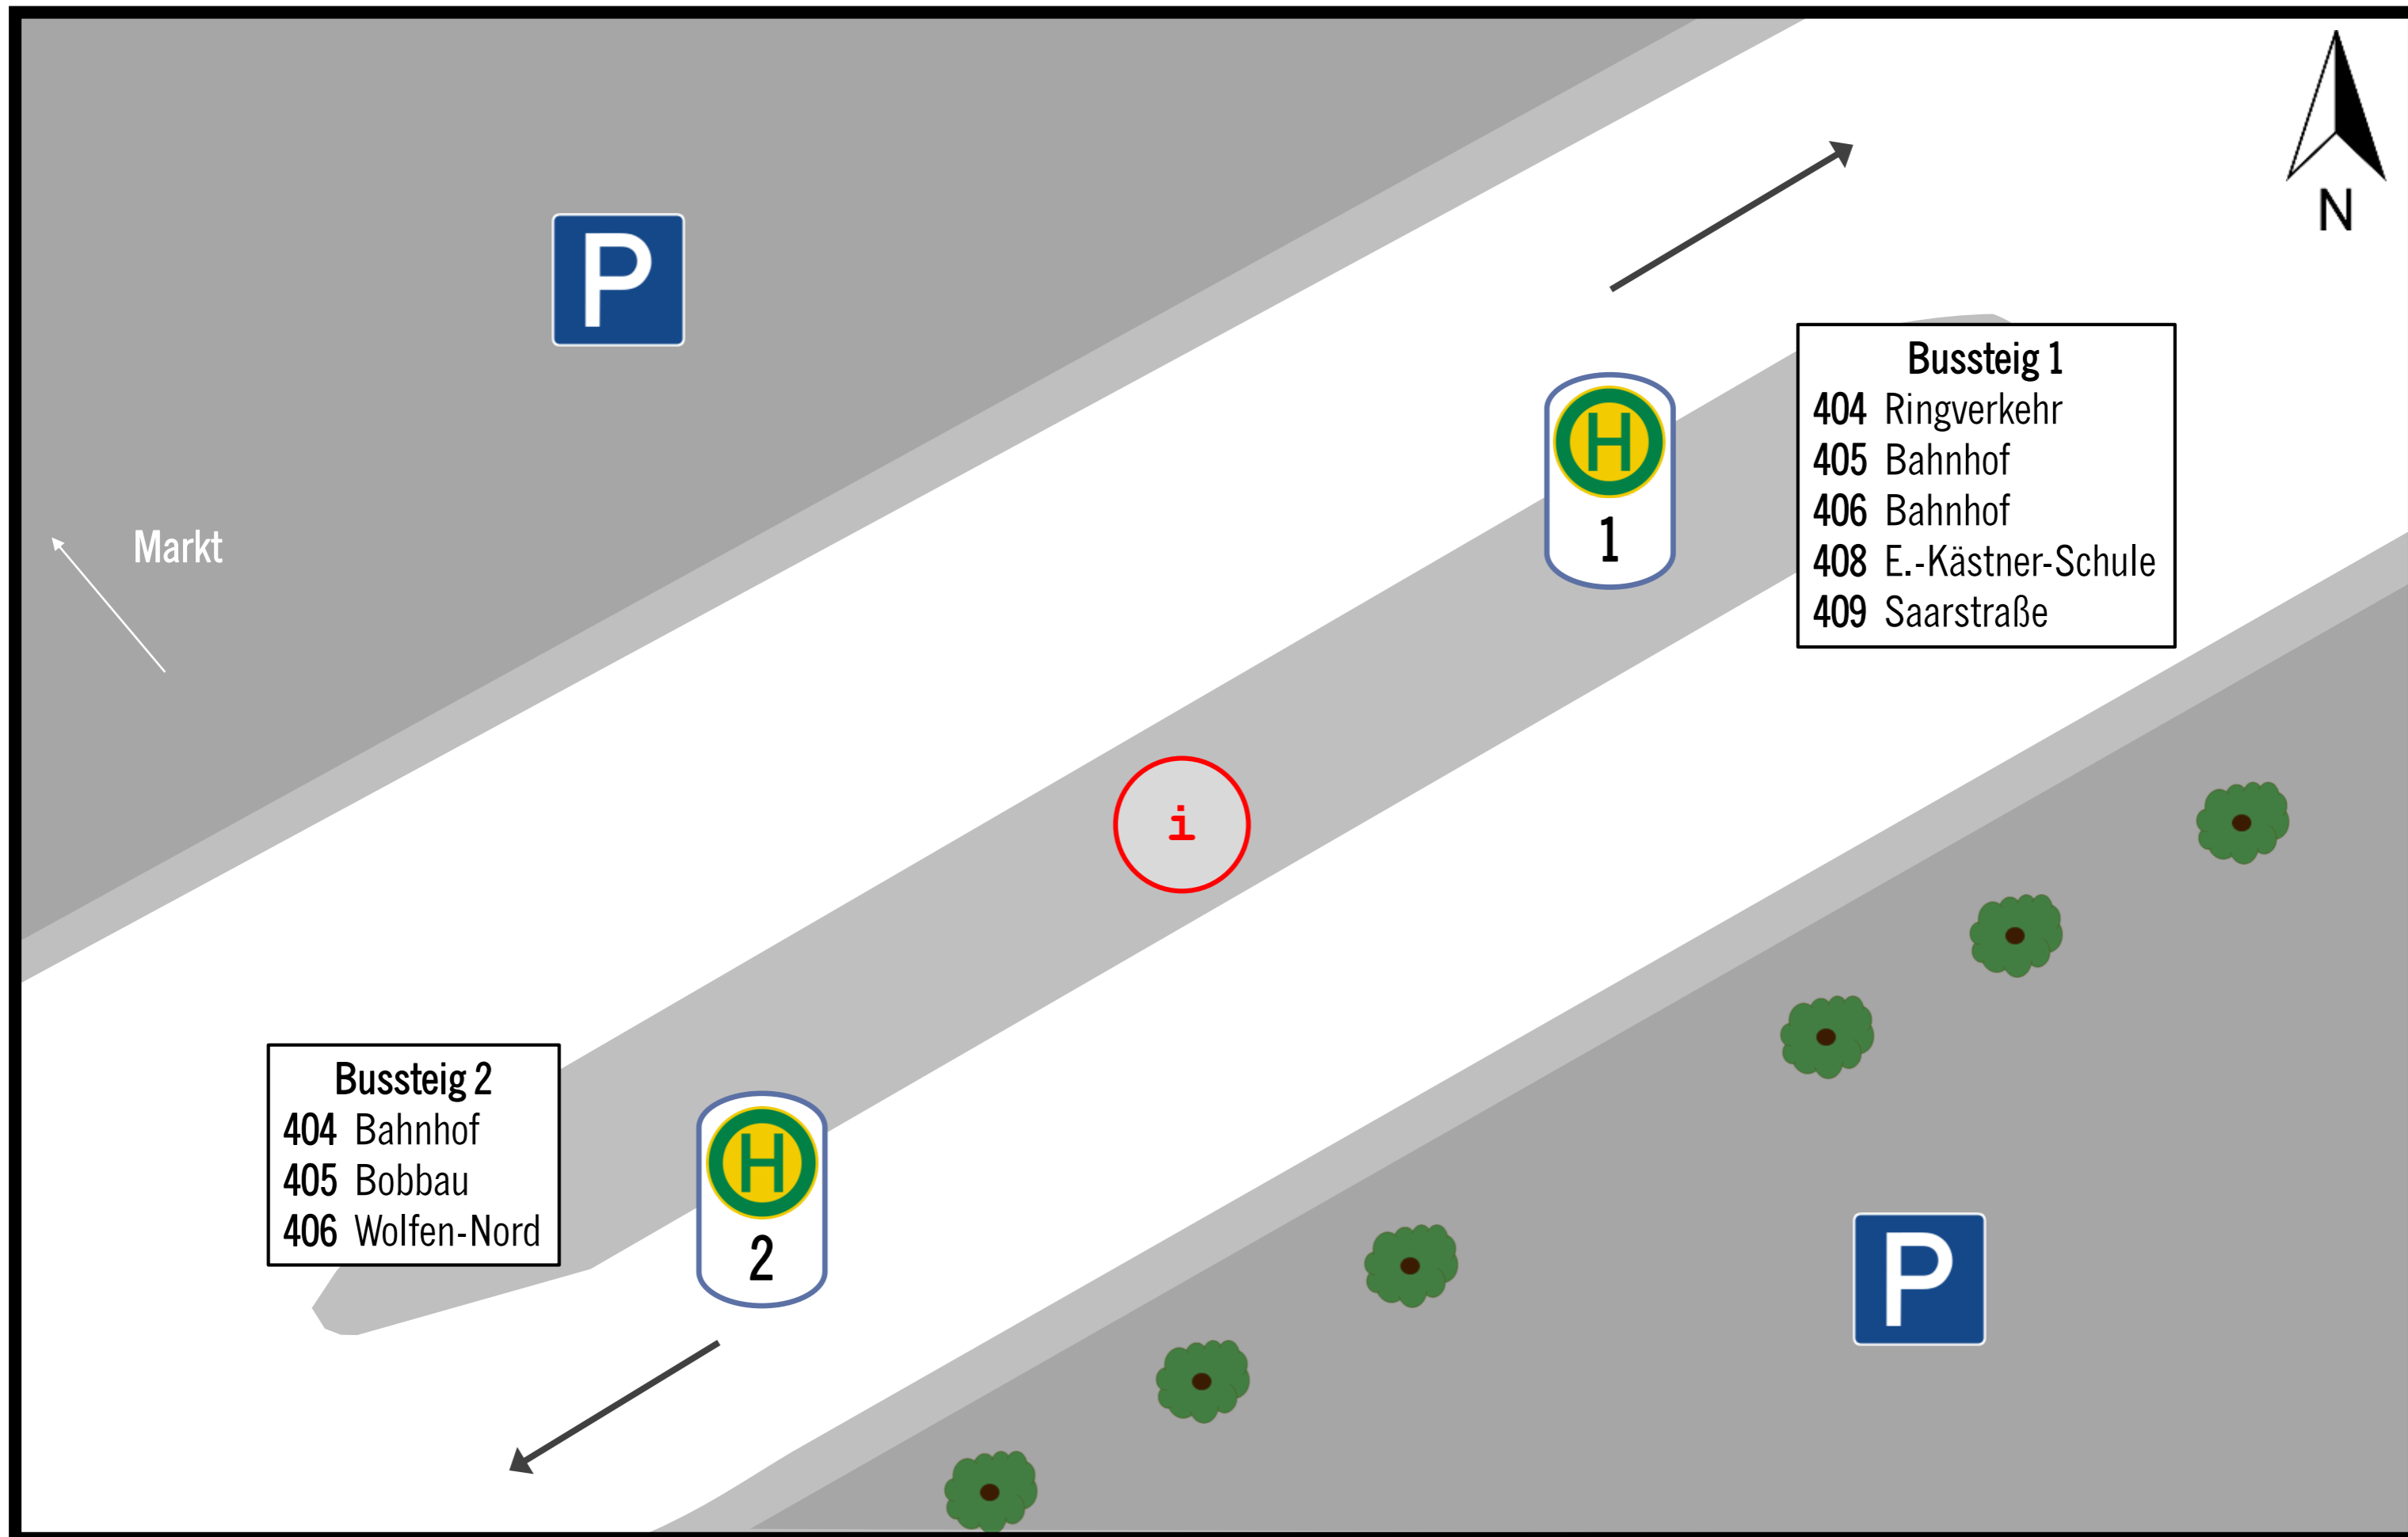 N
P
H
1
Bussteig 1
404 Ringverkehr
405 Bahnhof
406 Bahnhof
408 E.-Kästner-Schule
409 Saarstraße
Markt
i
Bussteig 2
404 Bahnhof
405 Bobbau
406 Wolfen-Nord
H
2
P